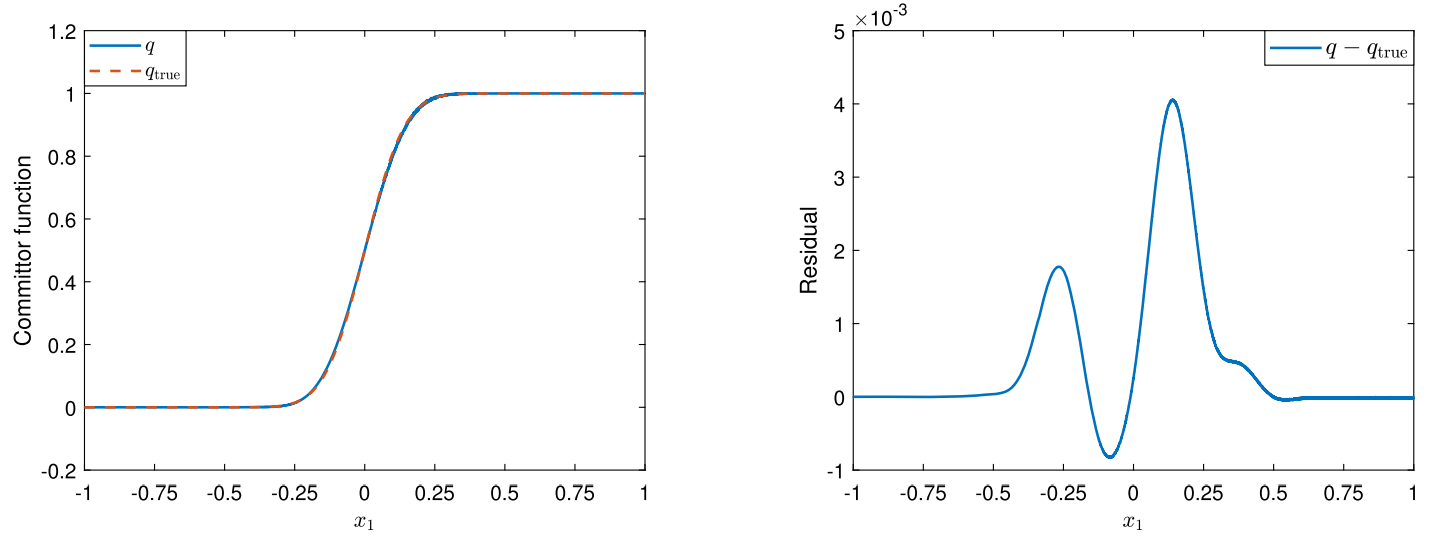 1.2
1
0.8
0.6
0.4
0.2
0
-0.2
Committor function
q
q_true
-1 -0.75 -0.5 -0.25 0 0.25 0.5 0.75 1
x_1
×10^-3
5
4
3
2
1
0
-1
Residual
q − q_true
-1 -0.75 -0.5 -0.25 0 0.25 0.5 0.75 1
x_1